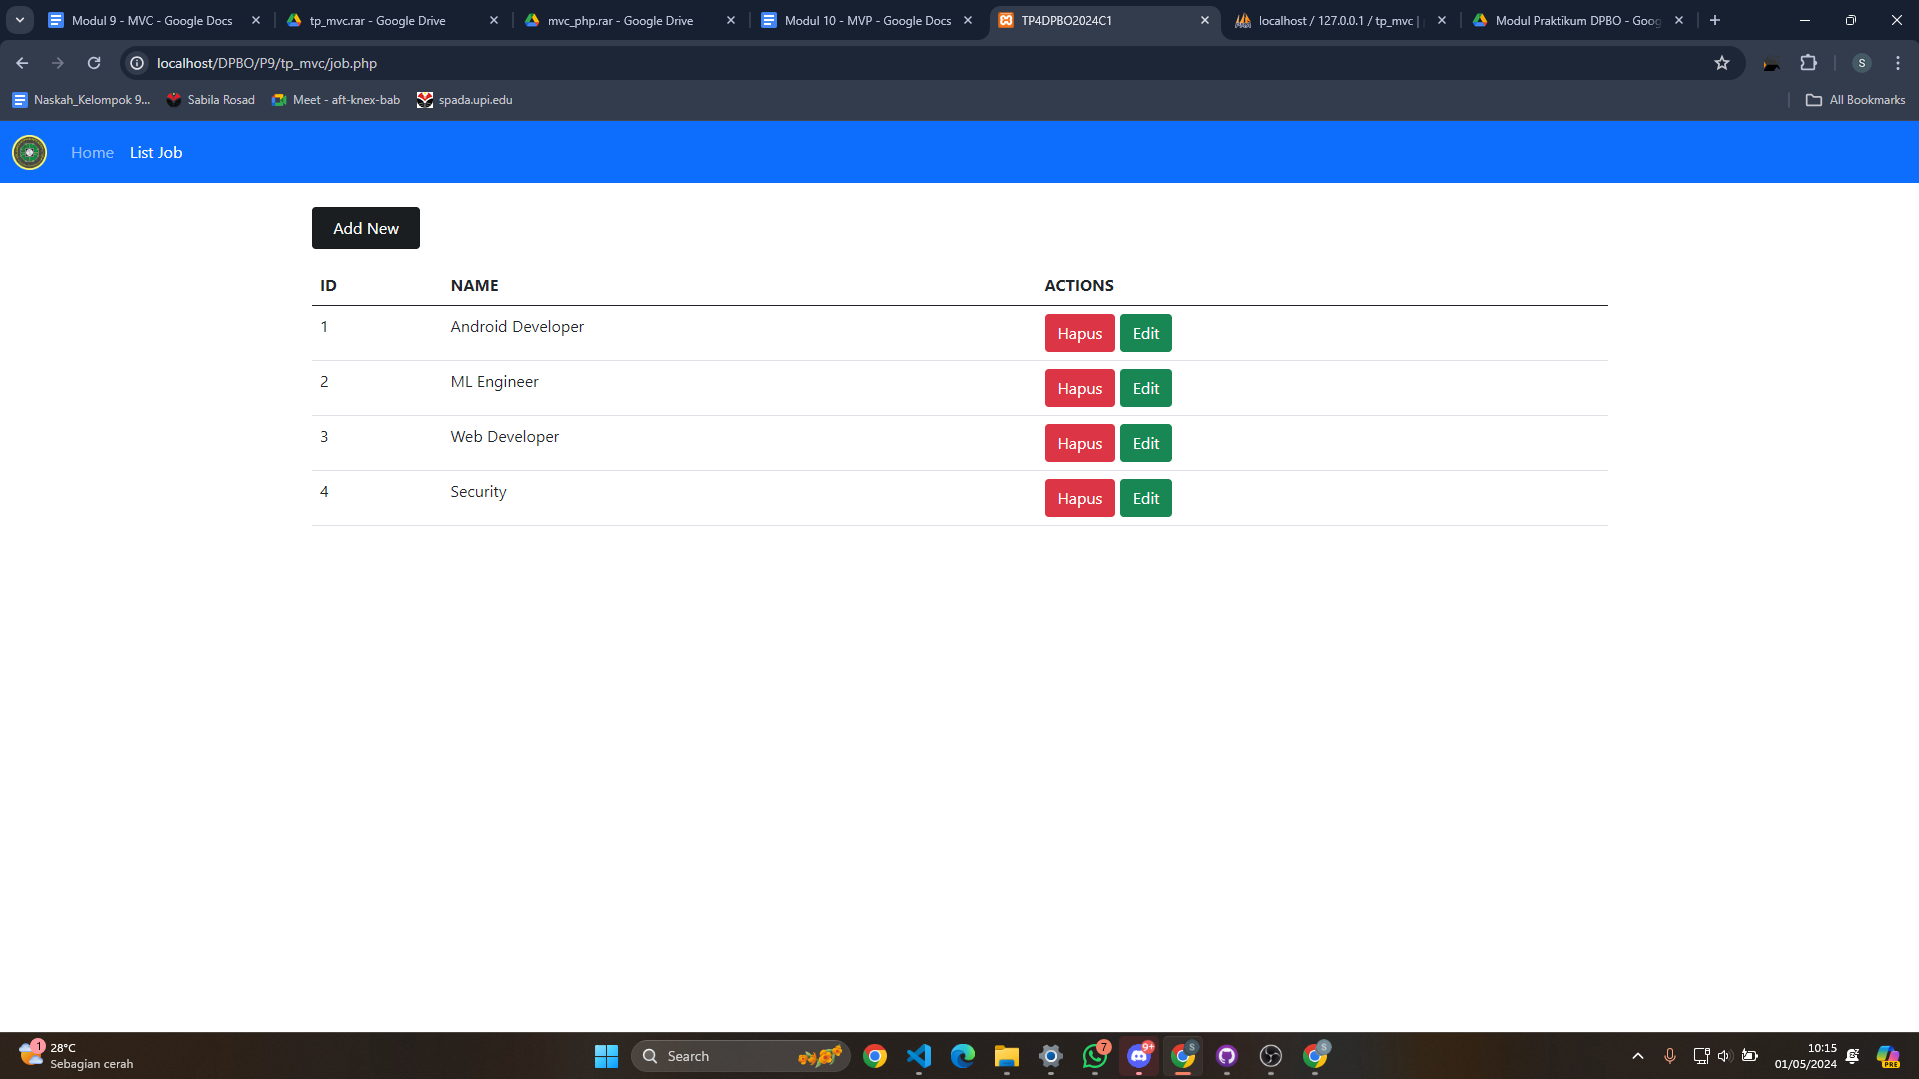 Modul 9 - MVC - Google Docs
tp_mvc.rar - Google Drive
mvc_php.rar - Google Drive
Modul 10 - MVP - Google Docs
TP4DPBO2024C1
localhost / 127.0.0.1 / tp_mvc |
Modul Praktikum DPBO - Goog
localhost/DPBO/P9/tp_mvc/job.php
S
Naskah_Kelompok 9...
Sabila Rosad
Meet - aft-knex-bab
spada.upi.edu
All Bookmarks
Home
List Job
Add New
ID NAME ACTIONS
1 Android Developer Hapus Edit
2 ML Engineer Hapus Edit
3 Web Developer Hapus Edit
4 Security Hapus Edit
1
28°C
Sebagian cerah
Search
7
9+
S
S
10:15
01/05/2024
PRE